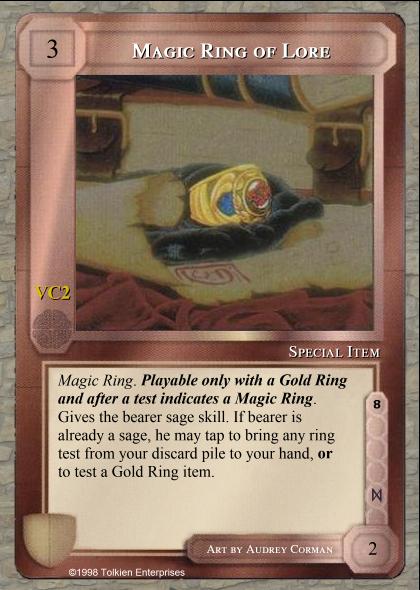 3
Magic Ring of Lore
VC2
Special Item
Magic Ring. Playable only with a Gold Ring
and after a test indicates a Magic Ring.
Gives the bearer sage skill. If bearer is
already a sage, he may tap to bring any ring
test from your discard pile to your hand, or
to test a Gold Ring item.
8
Art by Audrey Corman
2
©1998 Tolkien Enterprises